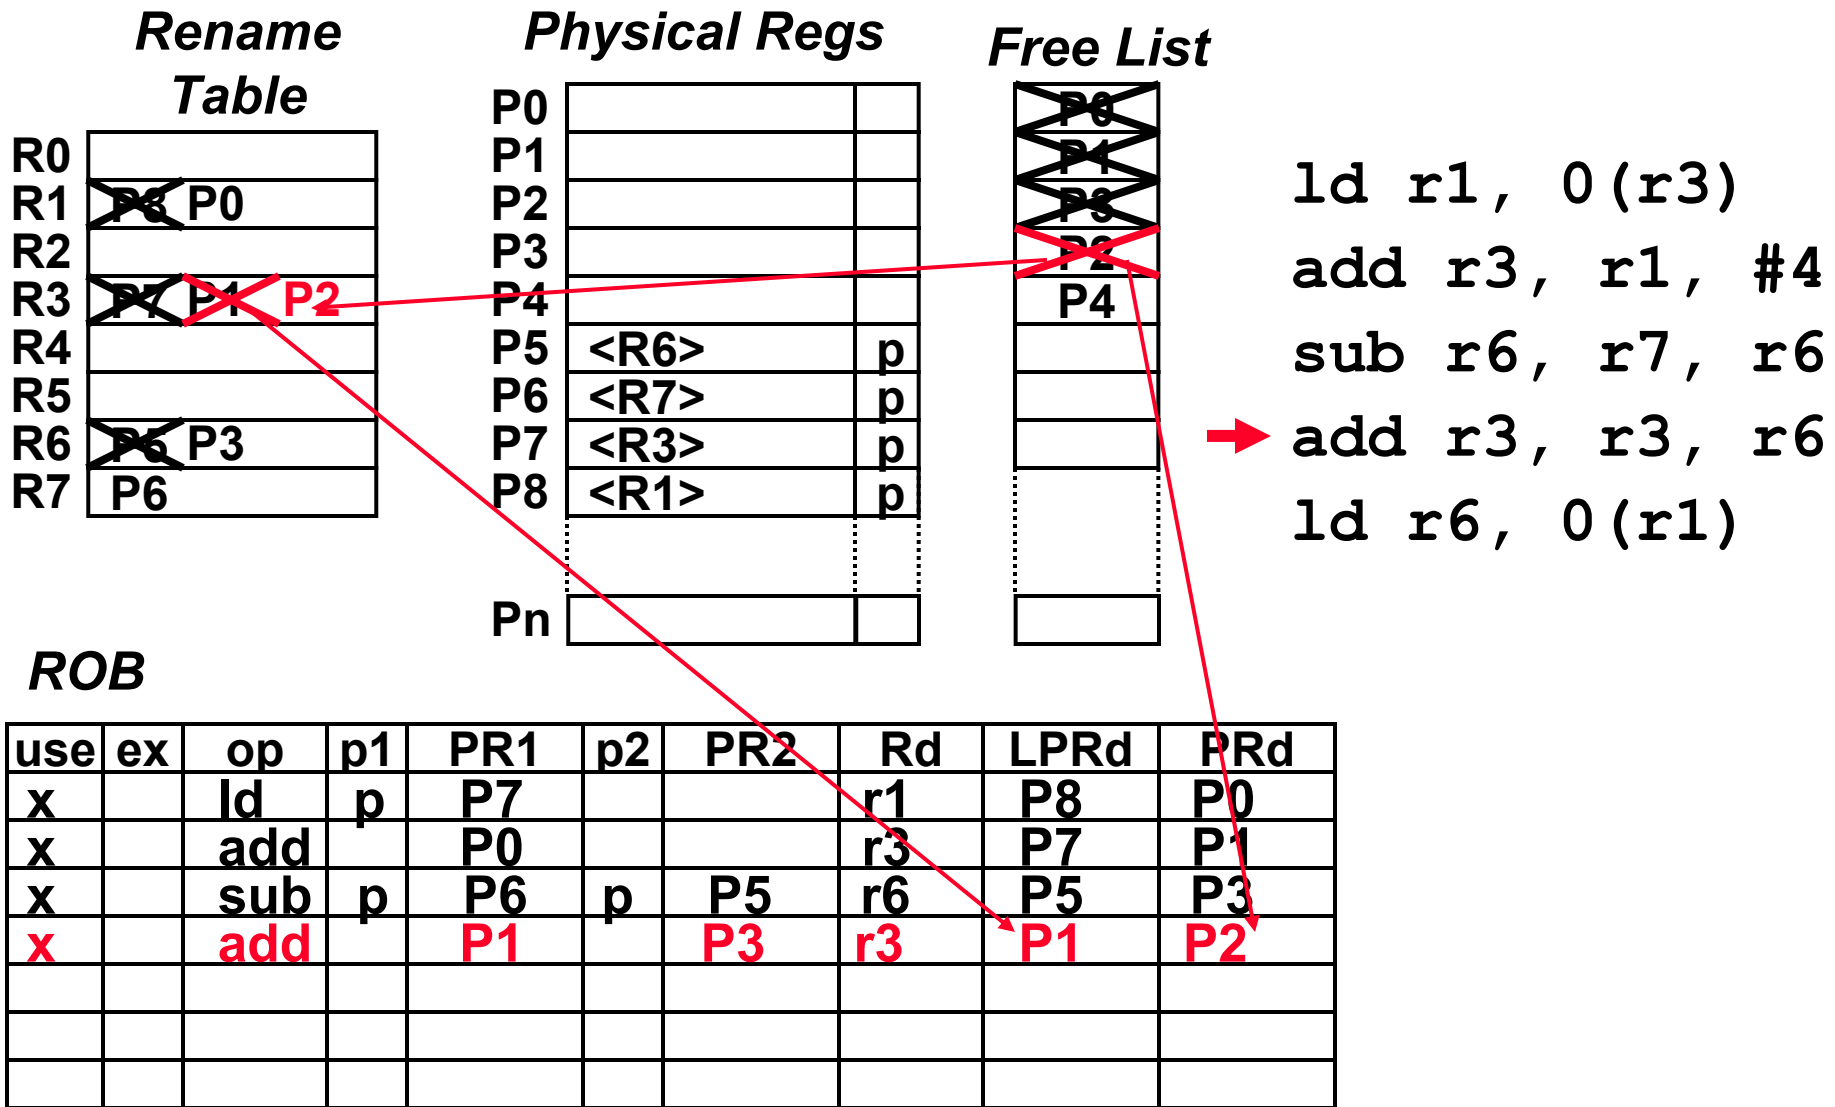 Rename Table
Physical Regs
Free List
R0
R1 P8 P0
R2
R3 P7 P1 P2
R4
R5
R6 P5 P3
R7 P6
P0
P1
P2
P3
P4
P5 <R6> p
P6 <R7> p
P7 <R3> p
P8 <R1> p
Pn
P0
P1
P3
P2
P4
ld r1, 0(r3)
add r3, r1, #4
sub r6, r7, r6
add r3, r3, r6
ld r6, 0(r1)
ROB
use ex op p1 PR1 p2 PR2 Rd LPRd PRd
x ld p P7 r1 P8 P0
x add P0 r3 P7 P1
x sub p P6 p P5 r6 P5 P3
x add P1 P3 r3 P1 P2